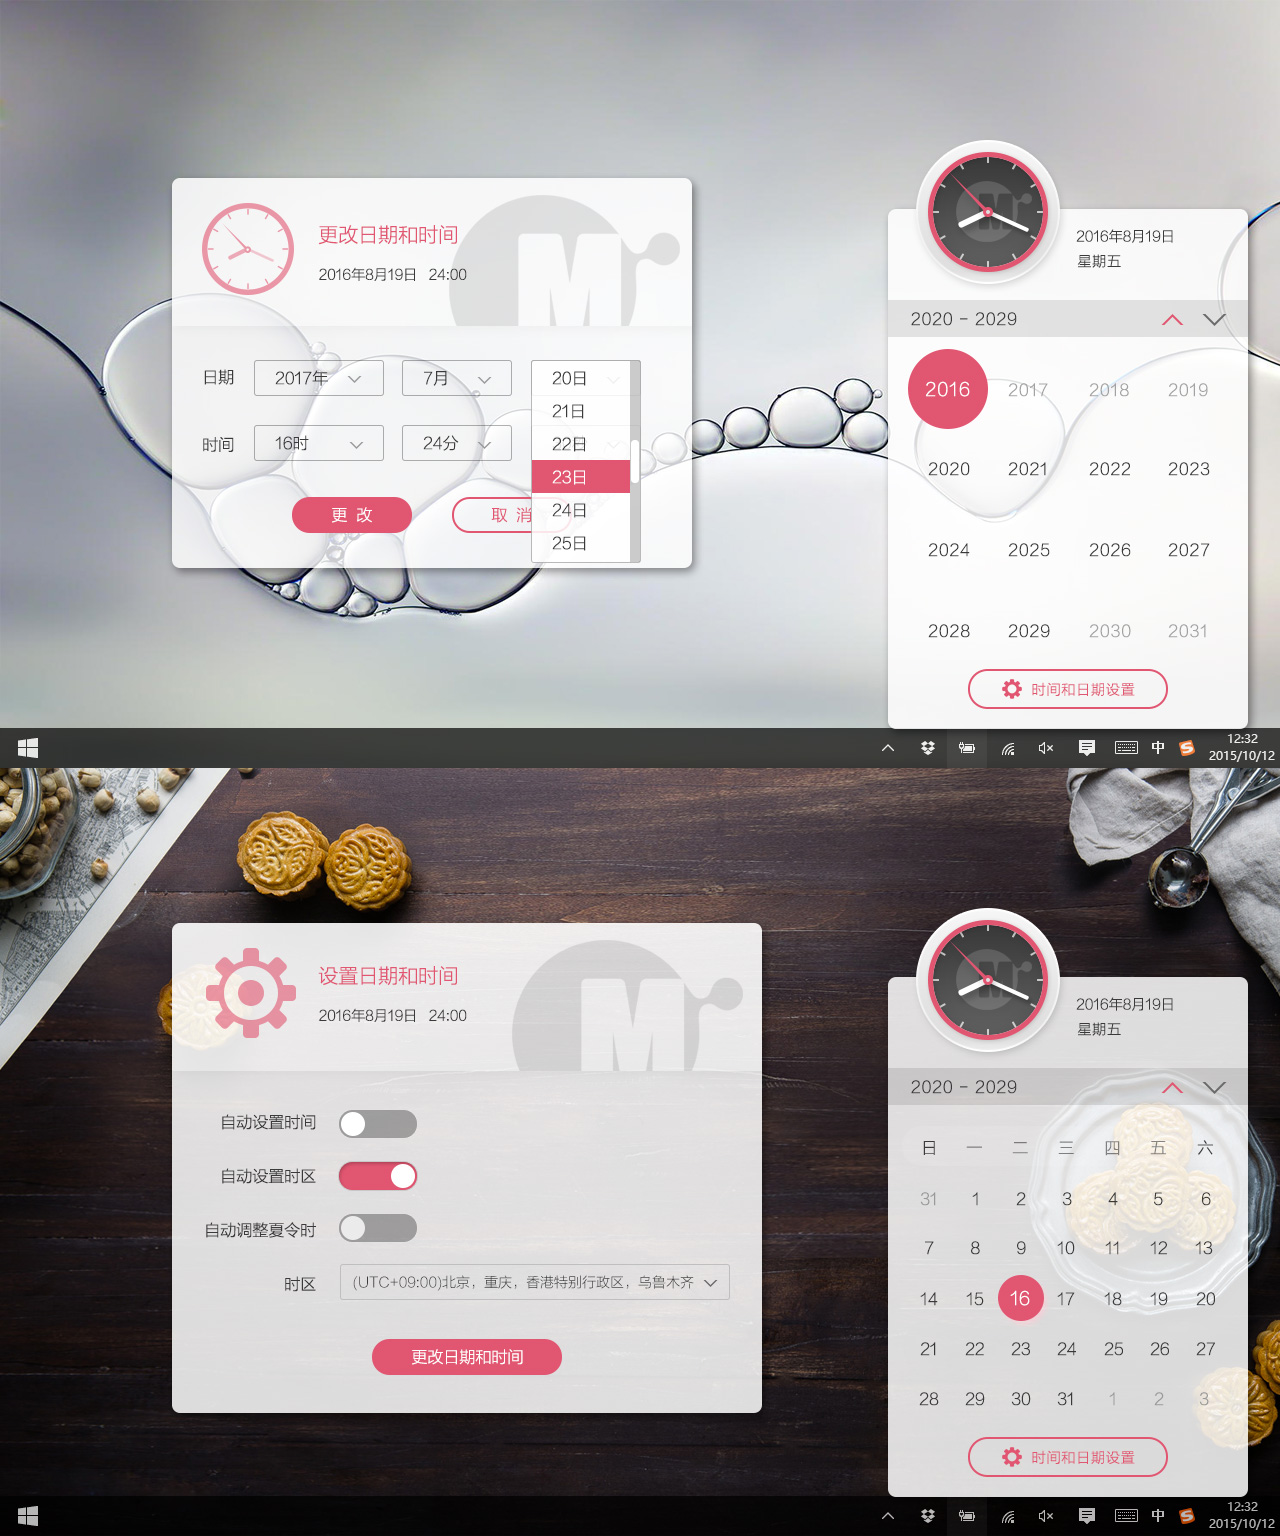 更改日期和时间
2016年8月19日 24:00
日期 2017年 7月 20日
21日
时间 16时 24分 22日
23日
更 改 取 消 24日
25日
2016年8月19日
星期五
2020 - 2029
2016 2017 2018 2019
2020 2021 2022 2023
2024 2025 2026 2027
2028 2029 2030 2031
时间和日期设置
中 S 12:32
2015/10/12
设置日期和时间
2016年8月19日 24:00
自动设置时间
自动设置时区
自动调整夏令时
时区 (UTC+09:00)北京，重庆，香港特别行政区，乌鲁木齐
更改日期和时间
2016年8月19日
星期五
2020 - 2029
日 一 二 三 四 五 六
31 1 2 3 4 5 6
7 8 9 10 11 12 13
14 15 16 17 18 19 20
21 22 23 24 25 26 27
28 29 30 31 1 2 3
时间和日期设置
中 S 12:32
2015/10/12